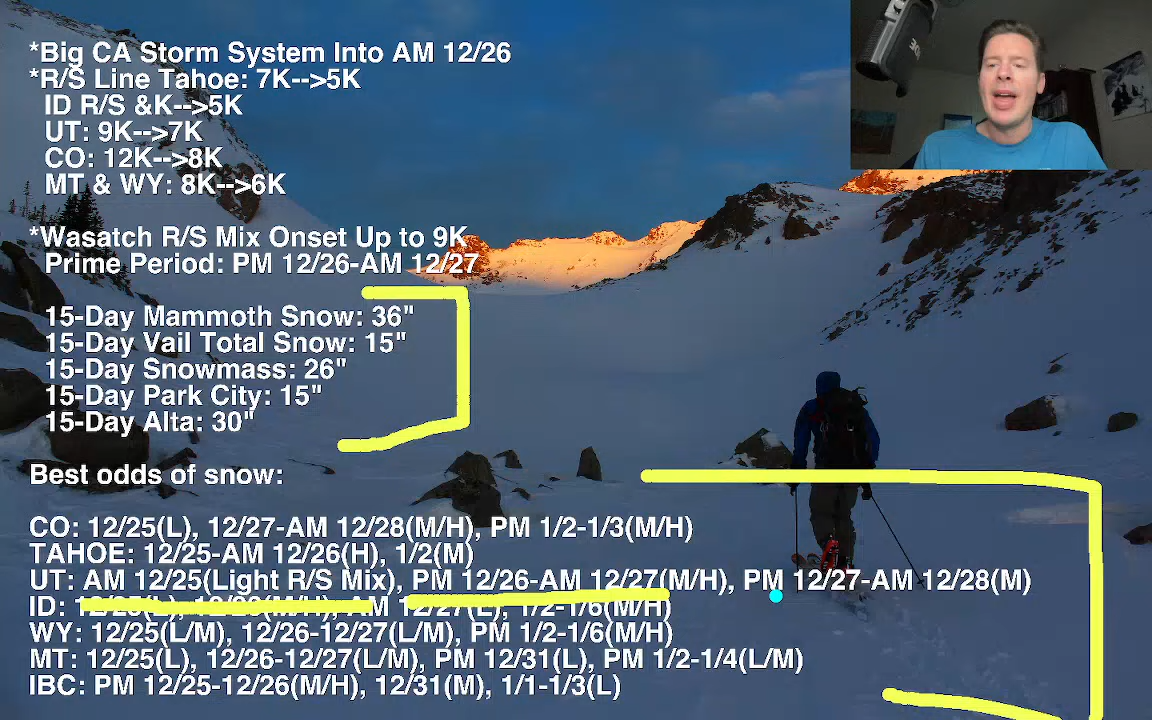 *Big CA Storm System Into AM 12/26
*R/S Line Tahoe: 7K-->5K
ID R/S &K-->5K
UT: 9K-->7K
CO: 12K-->8K
MT & WY: 8K-->6K
*Wasatch R/S Mix Onset Up to 9K
Prime Period: PM 12/26-AM 12/27
15-Day Mammoth Snow: 36"
15-Day Vail Total Snow: 15"
15-Day Snowmass: 26"
15-Day Park City: 15"
15-Day Alta: 30"
Best odds of snow:
CO: 12/25(L), 12/27-AM 12/28(M/H), PM 1/2-1/3(M/H)
TAHOE: 12/25-AM 12/26(H), 1/2(M)
UT: AM 12/25(Light R/S Mix), PM 12/26-AM 12/27(M/H), PM 12/27-AM 12/28(M)
ID: 12/25(L), 12/26(M/H), AM 12/27(L), 1/2-1/6(M/H)
WY: 12/25(L/M), 12/26-12/27(L/M), PM 1/2-1/6(M/H)
MT: 12/25(L), 12/26-12/27(L/M), PM 12/31(L), PM 1/2-1/4(L/M)
IBC: PM 12/25-12/26(M/H), 12/31(M), 1/1-1/3(L)